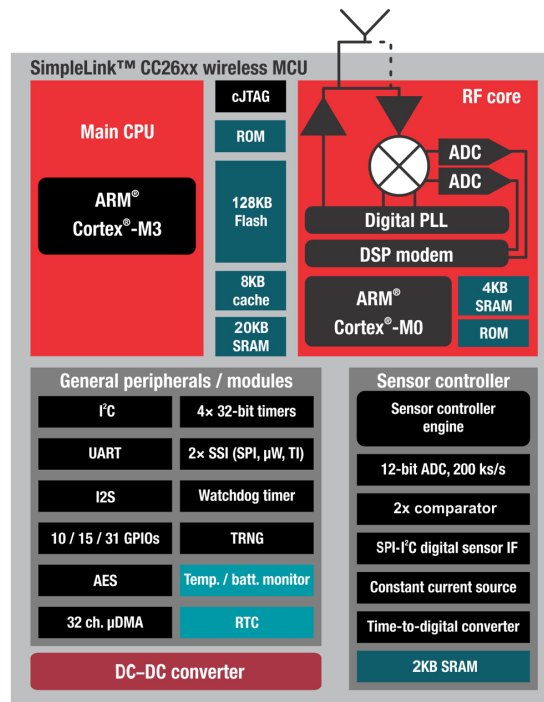 SimpleLink™ CC26xx wireless MCU
Main CPU
ARM®
Cortex®-M3
cJTAG
ROM
128KB
Flash
8KB
cache
20KB
SRAM
RF core
ADC
ADC
Digital PLL
DSP modem
ARM®
Cortex®-M0
4KB
SRAM
ROM
General peripherals / modules
I²C
4× 32-bit timers
UART
2× SSI (SPI, µW, TI)
I2S
Watchdog timer
10 / 15 / 31 GPIOs
TRNG
AES
Temp. / batt. monitor
32 ch. µDMA
RTC
DC–DC converter
Sensor controller
Sensor controller
engine
12-bit ADC, 200 ks/s
2x comparator
SPI-I²C digital sensor IF
Constant current source
Time-to-digital converter
2KB SRAM